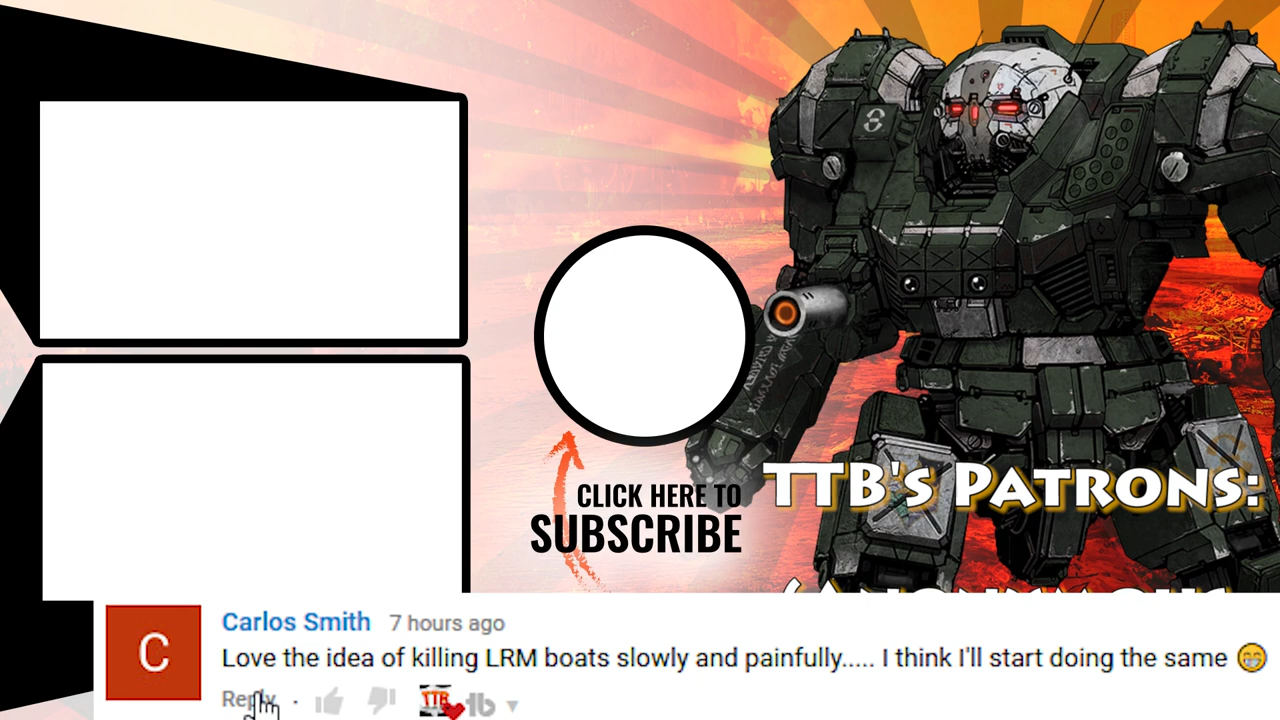 CLICK HERE TO
SUBSCRIBE
TTB's Patrons:
C
Carlos Smith 7 hours ago
Love the idea of killing LRM boats slowly and painfully..... I think I'll start doing the same 😁
Reply
TTB